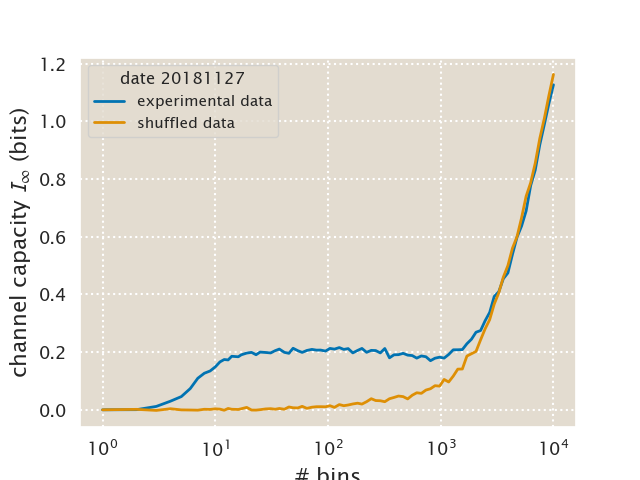 date 20181127
experimental data
shuffled data
channel capacity I∞ (bits)
1.2
1.0
0.8
0.6
0.4
0.2
0.0
10⁰
10¹
10²
10³
10⁴
# bins